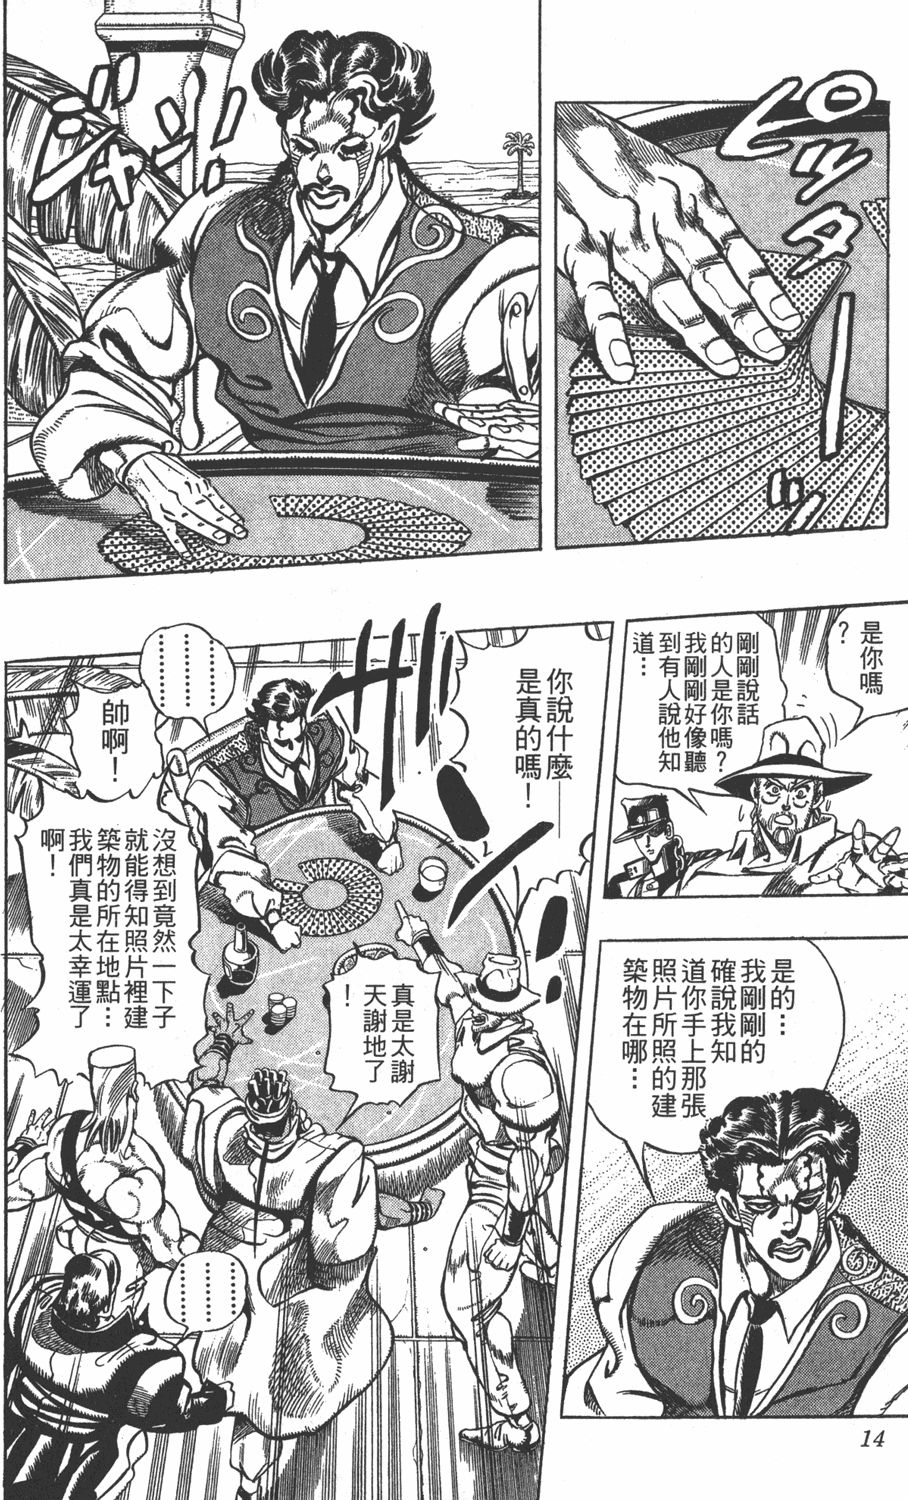 ピッタ
ーッ
ジャン!
是你嗎
?
剛剛說話
的人是你嗎?
我剛剛好像聽
到有人說他知
道…
是的…
我剛剛的
確說我知
道你手上那張
照片所照的建
築物在哪…
你說什麼—
是真的嗎!
………
帥啊!
沒想到竟然一下子
就能得知照片裡建
築物的所在地點…
我們真是太幸運了
啊!
真是太謝
天謝地了
!
………
14